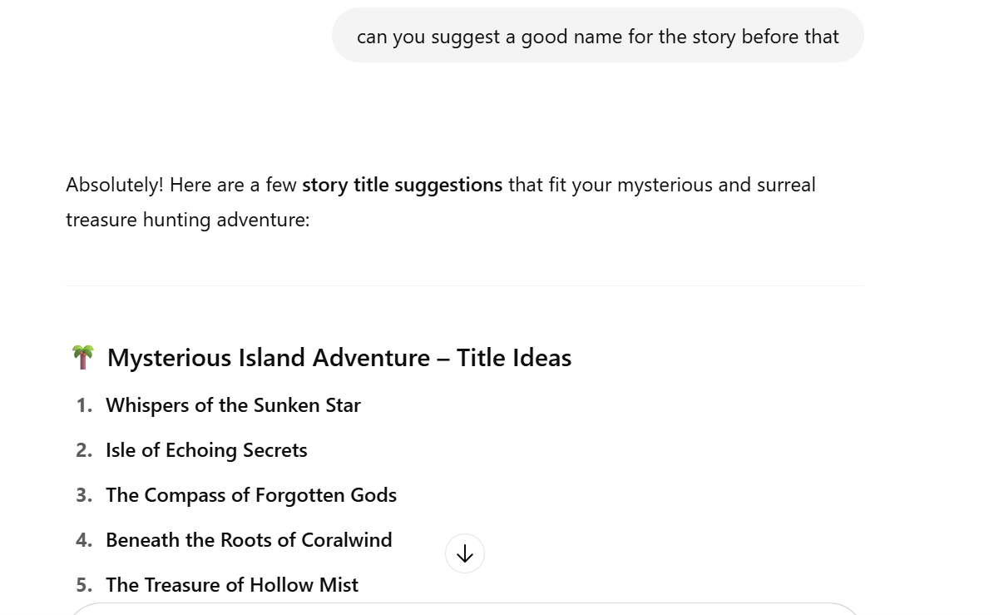 can you suggest a good name for the story before that
Absolutely! Here are a few story title suggestions that fit your mysterious and surreal
treasure hunting adventure:
🌴 Mysterious Island Adventure – Title Ideas
1. Whispers of the Sunken Star
2. Isle of Echoing Secrets
3. The Compass of Forgotten Gods
4. Beneath the Roots of Coralwind
5. The Treasure of Hollow Mist